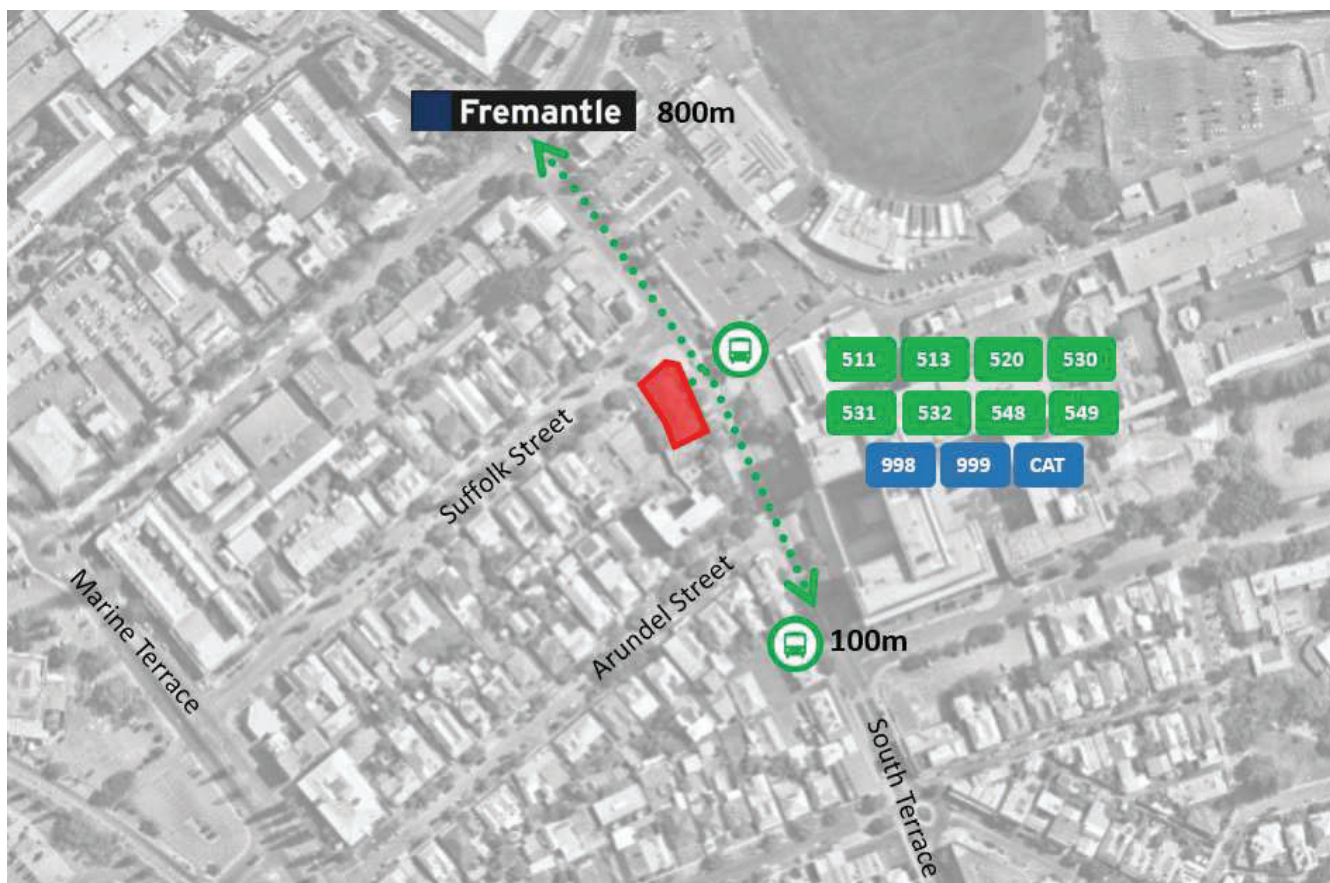 Fremantle 800m
511 513 520 530
531 532 548 549
998 999 CAT
Suffolk Street
Arundel Street
100m
Marine Terrace
South Terrace